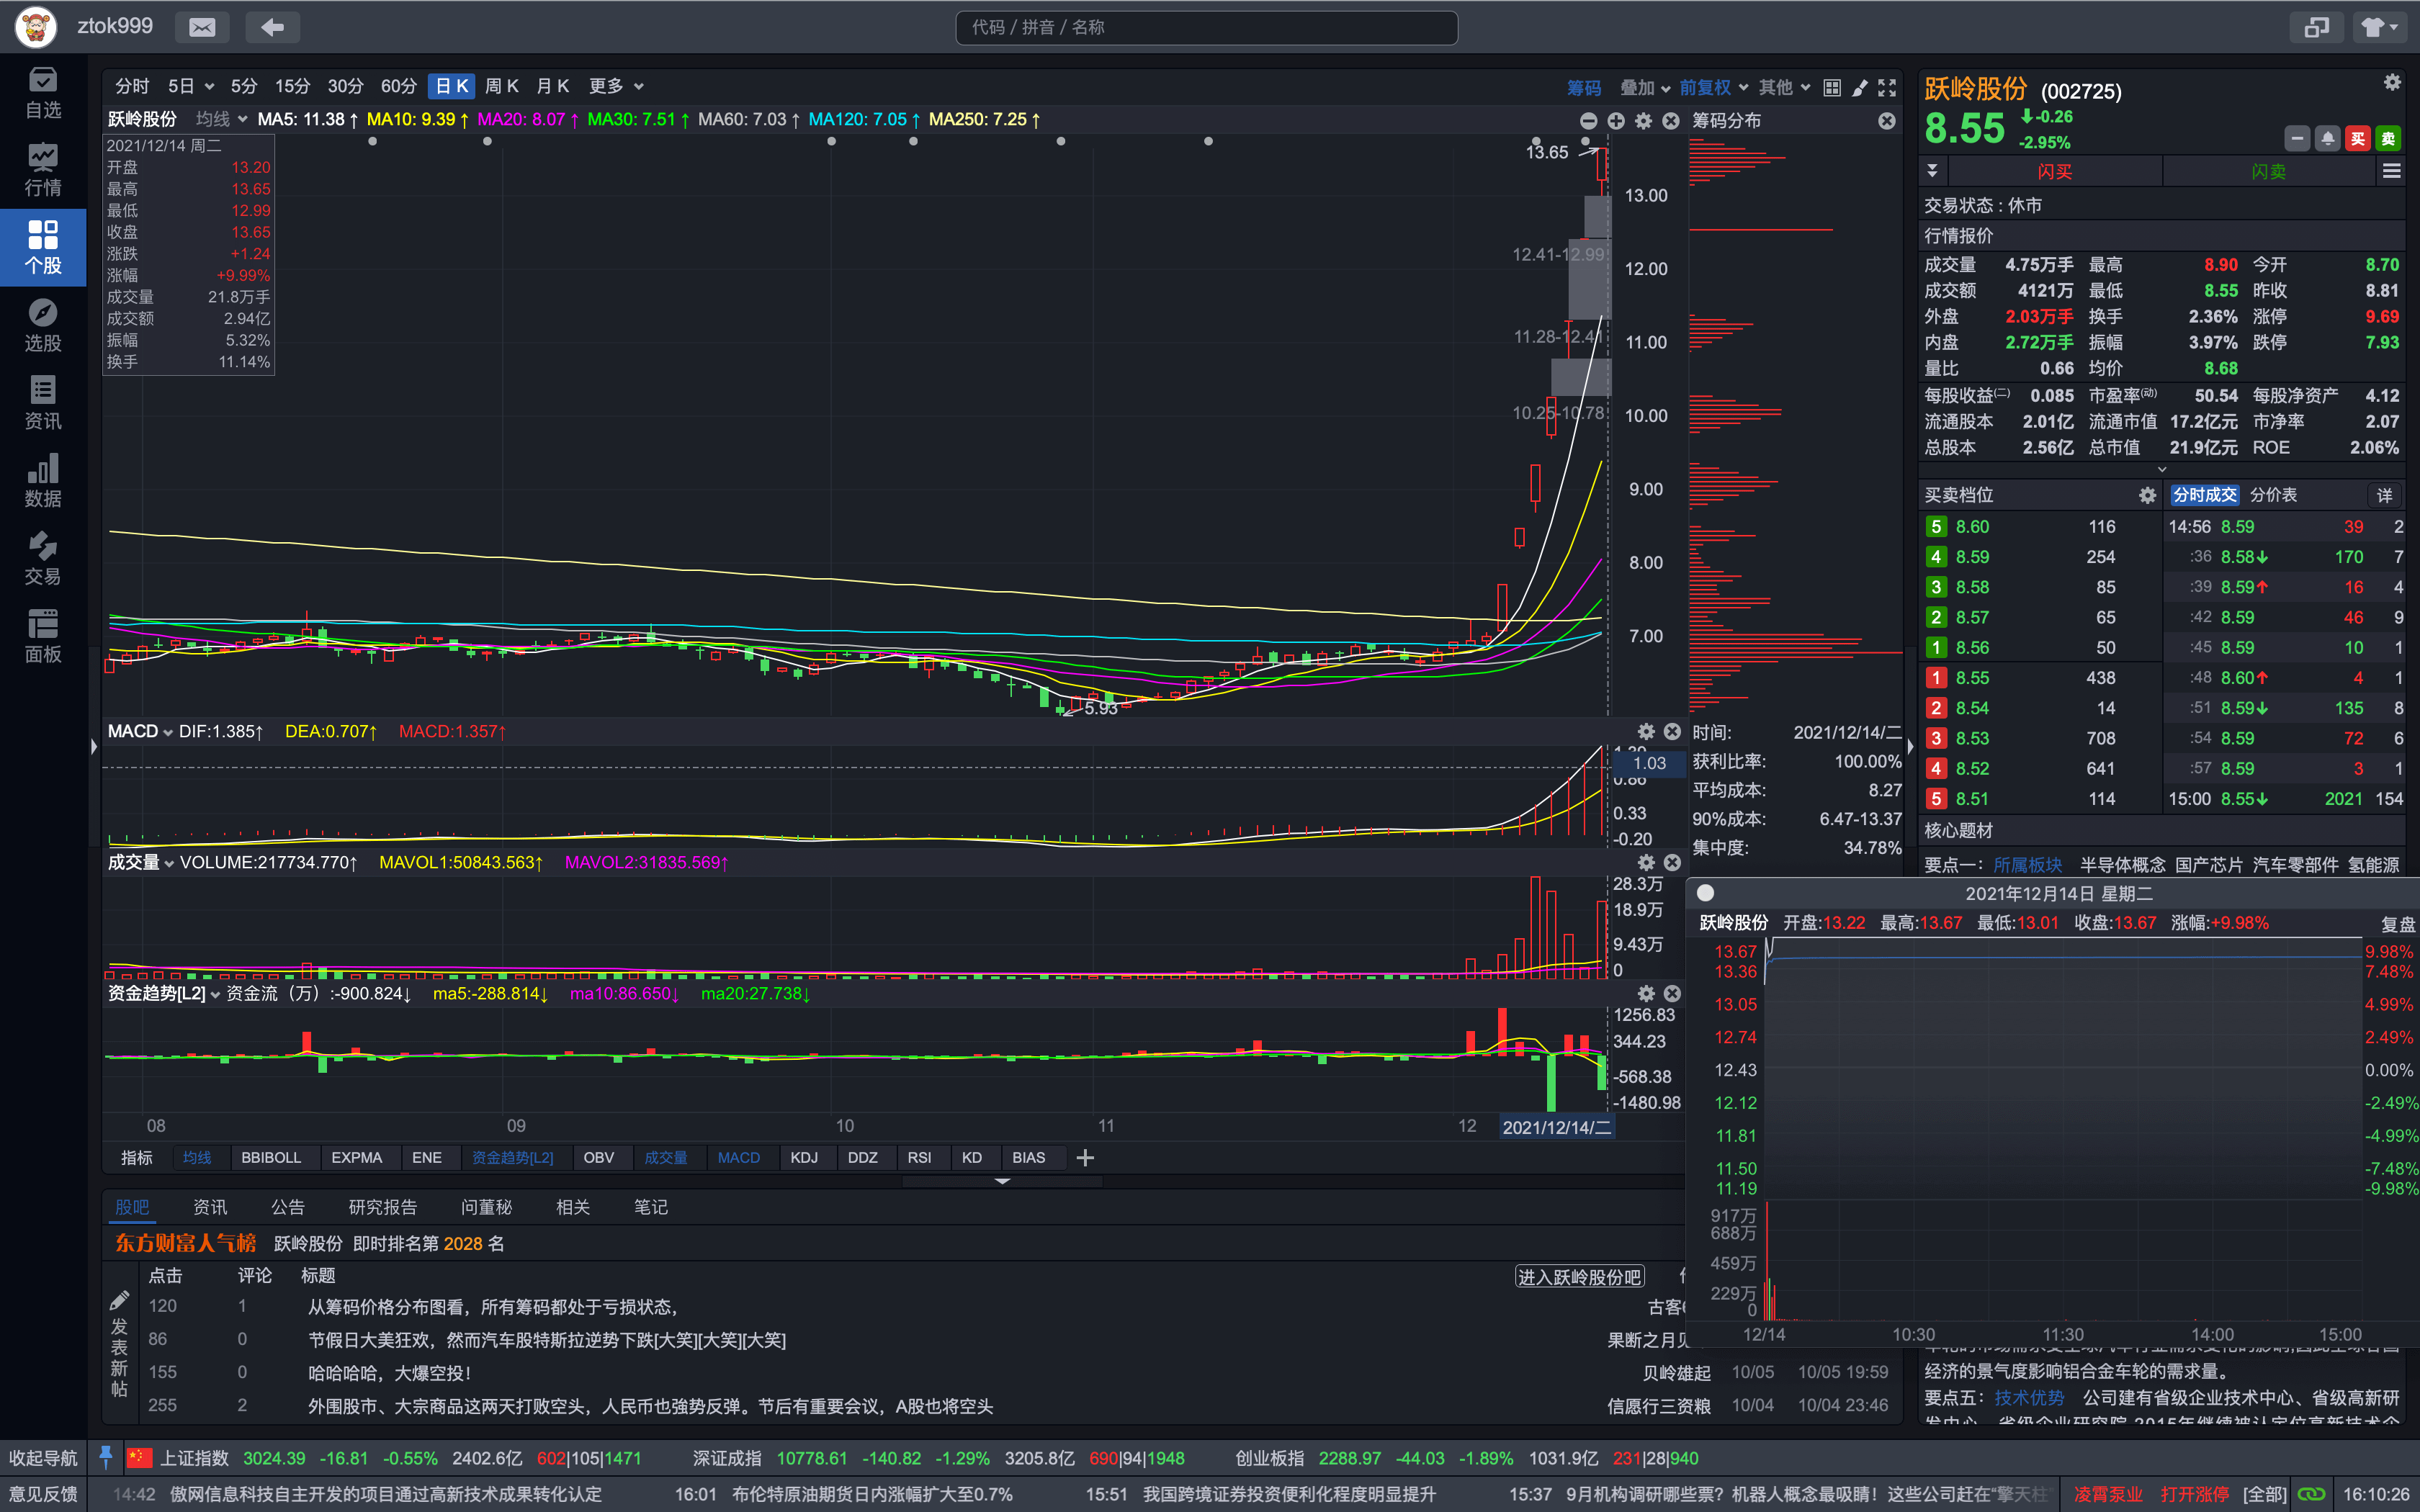 ztok999
代码 / 拼音 / 名称
自选
行情
个股
选股
资讯
数据
交易
面板
分时 5日 5分 15分 30分 60分 日K 周K 月K 更多
筹码 叠加 前复权 其他
跃岭股份 均线 MA5: 11.38↑ MA10: 9.39↑ MA20: 8.07↑ MA30: 7.51↑ MA60: 7.03↑ MA120: 7.05↑ MA250: 7.25↑
筹码分布
2021/12/14 周二
开盘 13.20
最高 13.65
最低 12.99
收盘 13.65
涨跌 +1.24
涨幅 +9.99%
成交量 21.8万手
成交额 2.94亿
振幅 5.32%
换手 11.14%
13.65
12.41-12.99
11.28-12.41
10.25-10.78
5.93
13.00
12.00
11.00
10.00
9.00
8.00
7.00
MACD DIF:1.385↑ DEA:0.707↑ MACD:1.357↑
1.03
0.33
-0.20
成交量 VOLUME:217734.770↑ MAVOL1:50843.563↑ MAVOL2:31835.569↑
28.3万
18.9万
9.43万
0
资金趋势[L2] 资金流（万）:-900.824↓ ma5:-288.814↓ ma10:86.650↓ ma20:27.738↓
1256.83
344.23
-568.38
-1480.98
08 09 10 11 12 2021/12/14/二
时间: 2021/12/14/二
获利比率: 100.00%
平均成本: 8.27
90%成本: 6.47-13.37
集中度: 34.78%
指标 均线 BBIBOLL EXPMA ENE 资金趋势[L2] OBV 成交量 MACD KDJ DDZ RSI KD BIAS
股吧 资讯 公告 研究报告 问董秘 相关 笔记
东方财富人气榜 跃岭股份 即时排名第 2028 名
点击 评论 标题 进入跃岭股份吧
发表新帖
120 1 从筹码价格分布图看，所有筹码都处于亏损状态， 古客
86 0 节假日大美狂欢，然而汽车股特斯拉逆势下跌[大笑][大笑][大笑] 果断之月
155 0 哈哈哈哈，大爆空投！ 贝岭雄起 10/05 10/05 19:59
255 2 外围股市、大宗商品这两天打败空头，人民币也強势反弹。节后有重要会议，A股也将空头 信愿行三资粮 10/04 10/04 23:46
跃岭股份 (002725)
8.55 -0.26
-2.95%
买 卖
闪买 闪卖
交易状态 : 休市
行情报价
成交量 4.75万手 最高 8.90 今开 8.70
成交额 4121万 最低 8.55 昨收 8.81
外盘 2.03万手 换手 2.36% 涨停 9.69
内盘 2.72万手 振幅 3.97% 跌停 7.93
量比 0.66 均价 8.68
每股收益(二) 0.085 市盈率(动) 50.54 每股净资产 4.12
流通股本 2.01亿 流通市值 17.2亿元 市净率 2.07
总股本 2.56亿 总市值 21.9亿元 ROE 2.06%
买卖档位 分时成交 分价表 详
5 8.60 116 14:56 8.59 39 2
4 8.59 254 :36 8.58↓ 170 7
3 8.58 85 :39 8.59↑ 16 4
2 8.57 65 :42 8.59 46 9
1 8.56 50 :45 8.59 10 1
1 8.55 438 :48 8.60↑ 4 1
2 8.54 14 :51 8.59↓ 135 8
3 8.53 708 :54 8.59 72 6
4 8.52 641 :57 8.59 3 1
5 8.51 114 15:00 8.55↓ 2021 154
核心题材
要点一： 所属板块 半导体概念 国产芯片 汽车零部件 氢能源
2021年12月14日 星期二
跃岭股份 开盘:13.22 最高:13.67 最低:13.01 收盘:13.67 涨幅:+9.98% 复盘
13.67 9.98%
13.36 7.48%
13.05 4.99%
12.74 2.49%
12.43 0.00%
12.12 -2.49%
11.81 -4.99%
11.50 -7.48%
11.19 -9.98%
917万
688万
459万
229万
0
12/14 10:30 11:30 14:00 15:00
经济的景气度影响铝合金车轮的需求量。
要点五： 技术优势 公司建有省级企业技术中心、省级高新研
收起导航 上证指数 3024.39 -16.81 -0.55% 2402.6亿 602|105|1471 深证成指 10778.61 -140.82 -1.29% 3205.8亿 690|94|1948 创业板指 2288.97 -44.03 -1.89% 1031.9亿 231|28|940
意见反馈 14:42 傲网信息科技自主开发的项目通过高新技术成果转化认定 16:01 布伦特原油期货日内涨幅扩大至0.7% 15:51 我国跨境证券投资便利化程度明显提升 15:37 9月机构调研哪些票？机器人概念最吸睛！这些公司赶在“擎天柱” 凌霄泵业 打开涨停 [全部] 16:10:26